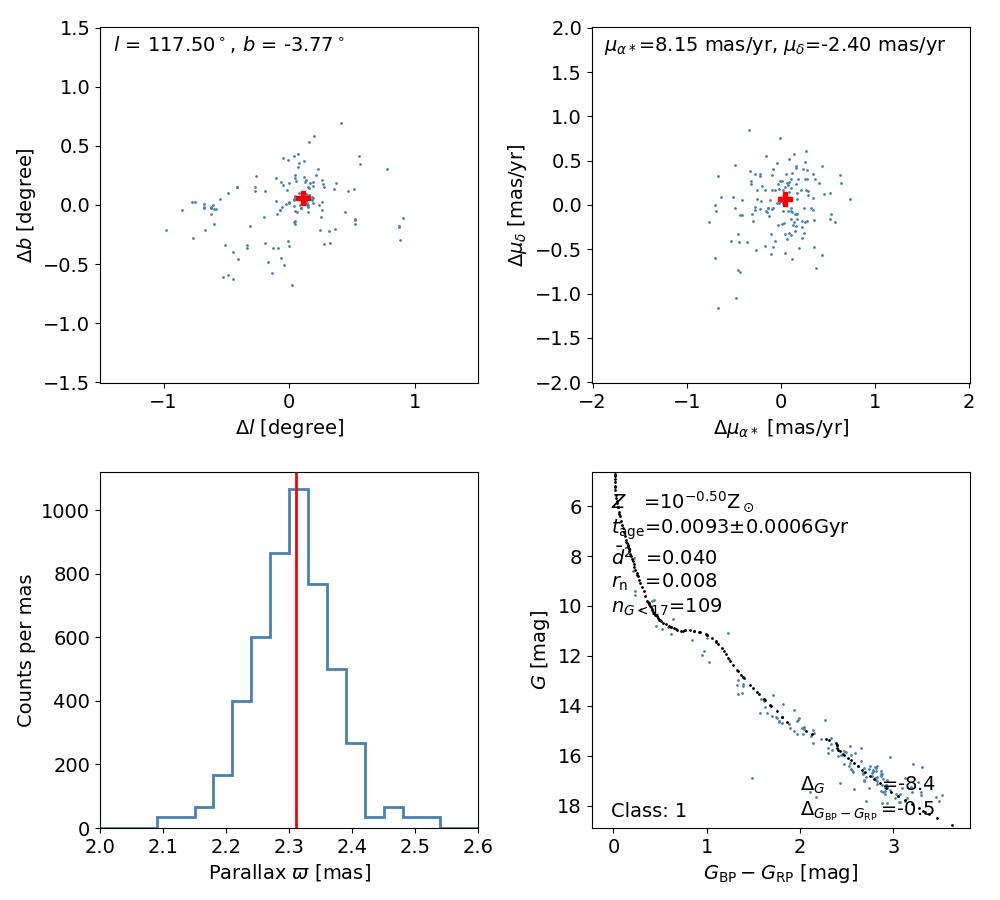 l = 117.50°, b = -3.77°
1.5
1.0
0.5
0.0
−0.5
−1.0
−1.5
−1
0
1
Δl [degree]
Δb [degree]
μα*=8.15 mas/yr, μδ=-2.40 mas/yr
2.0
1.5
1.0
0.5
0.0
−0.5
−1.0
−1.5
−2.0
−2
−1
0
1
2
Δμα* [mas/yr]
Δμδ [mas/yr]
1000
800
600
400
200
0
2.0
2.1
2.2
2.3
2.4
2.5
2.6
Parallax ϖ [mas]
Counts per mas
Z =10^−0.50 Z⊙
tage=0.0093±0.0006Gyr
d̄² =0.040
rn =0.008
nG<17=109
ΔG =-8.4
ΔGBP−GRP =-0.5
Class: 1
6
8
10
12
14
16
18
0
1
2
3
GBP − GRP [mag]
G [mag]